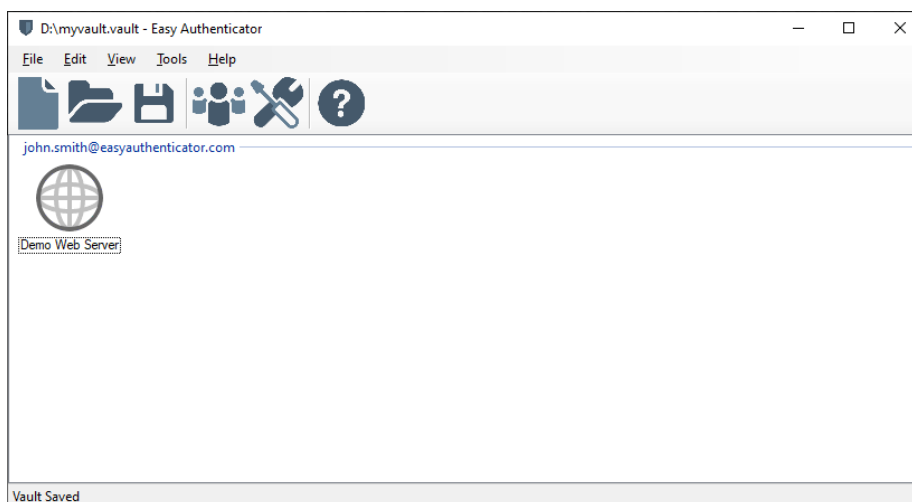 D:\myvault.vault - Easy Authenticator
File Edit View Tools Help
?
john.smith@easyauthenticator.com
Demo Web Server
Vault Saved